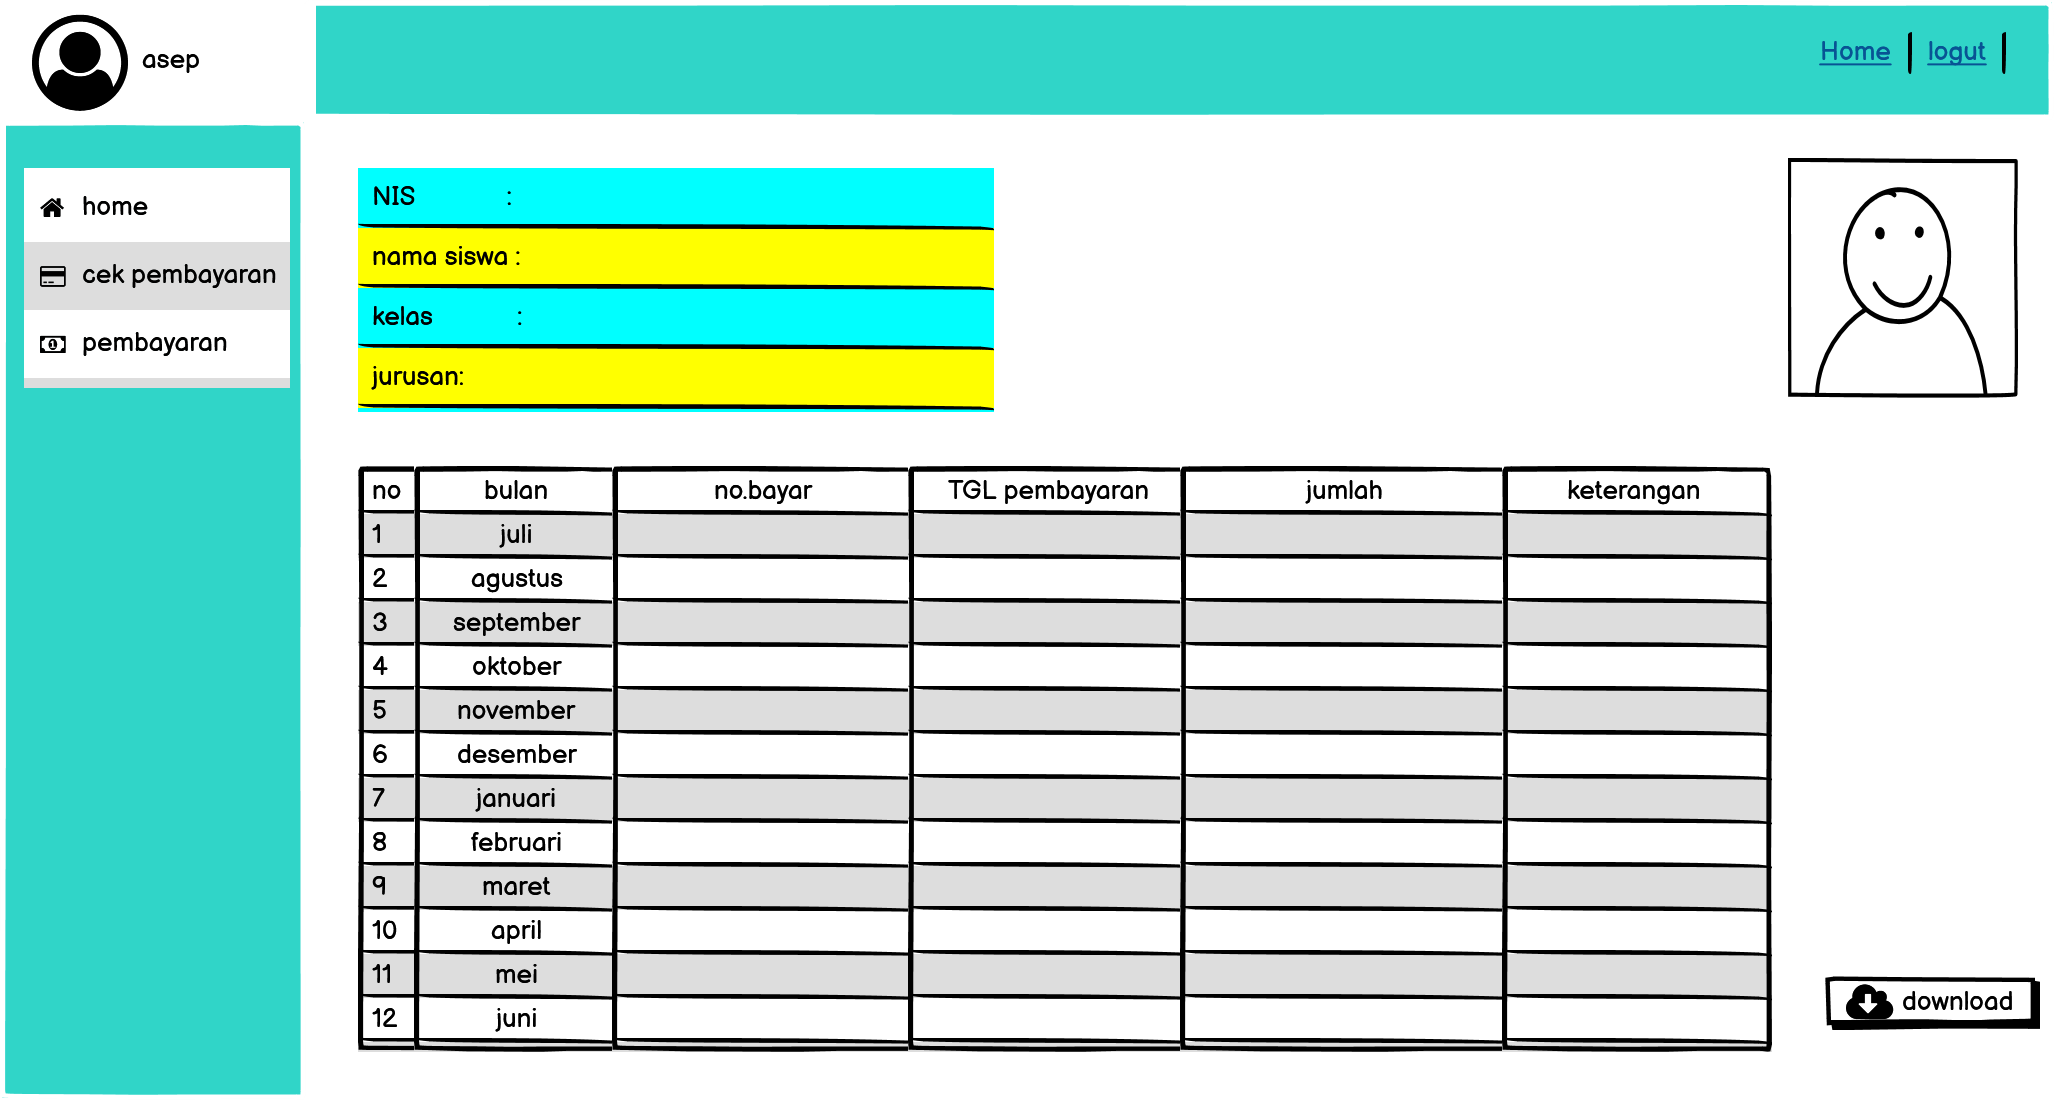 asep
Home logut
home
cek pembayaran
pembayaran
NIS :
nama siswa :
kelas :
jurusan:
no bulan no.bayar TGL pembayaran jumlah keterangan
1 juli
2 agustus
3 september
4 oktober
5 november
6 desember
7 januari
8 februari
9 maret
10 april
11 mei
12 juni
download